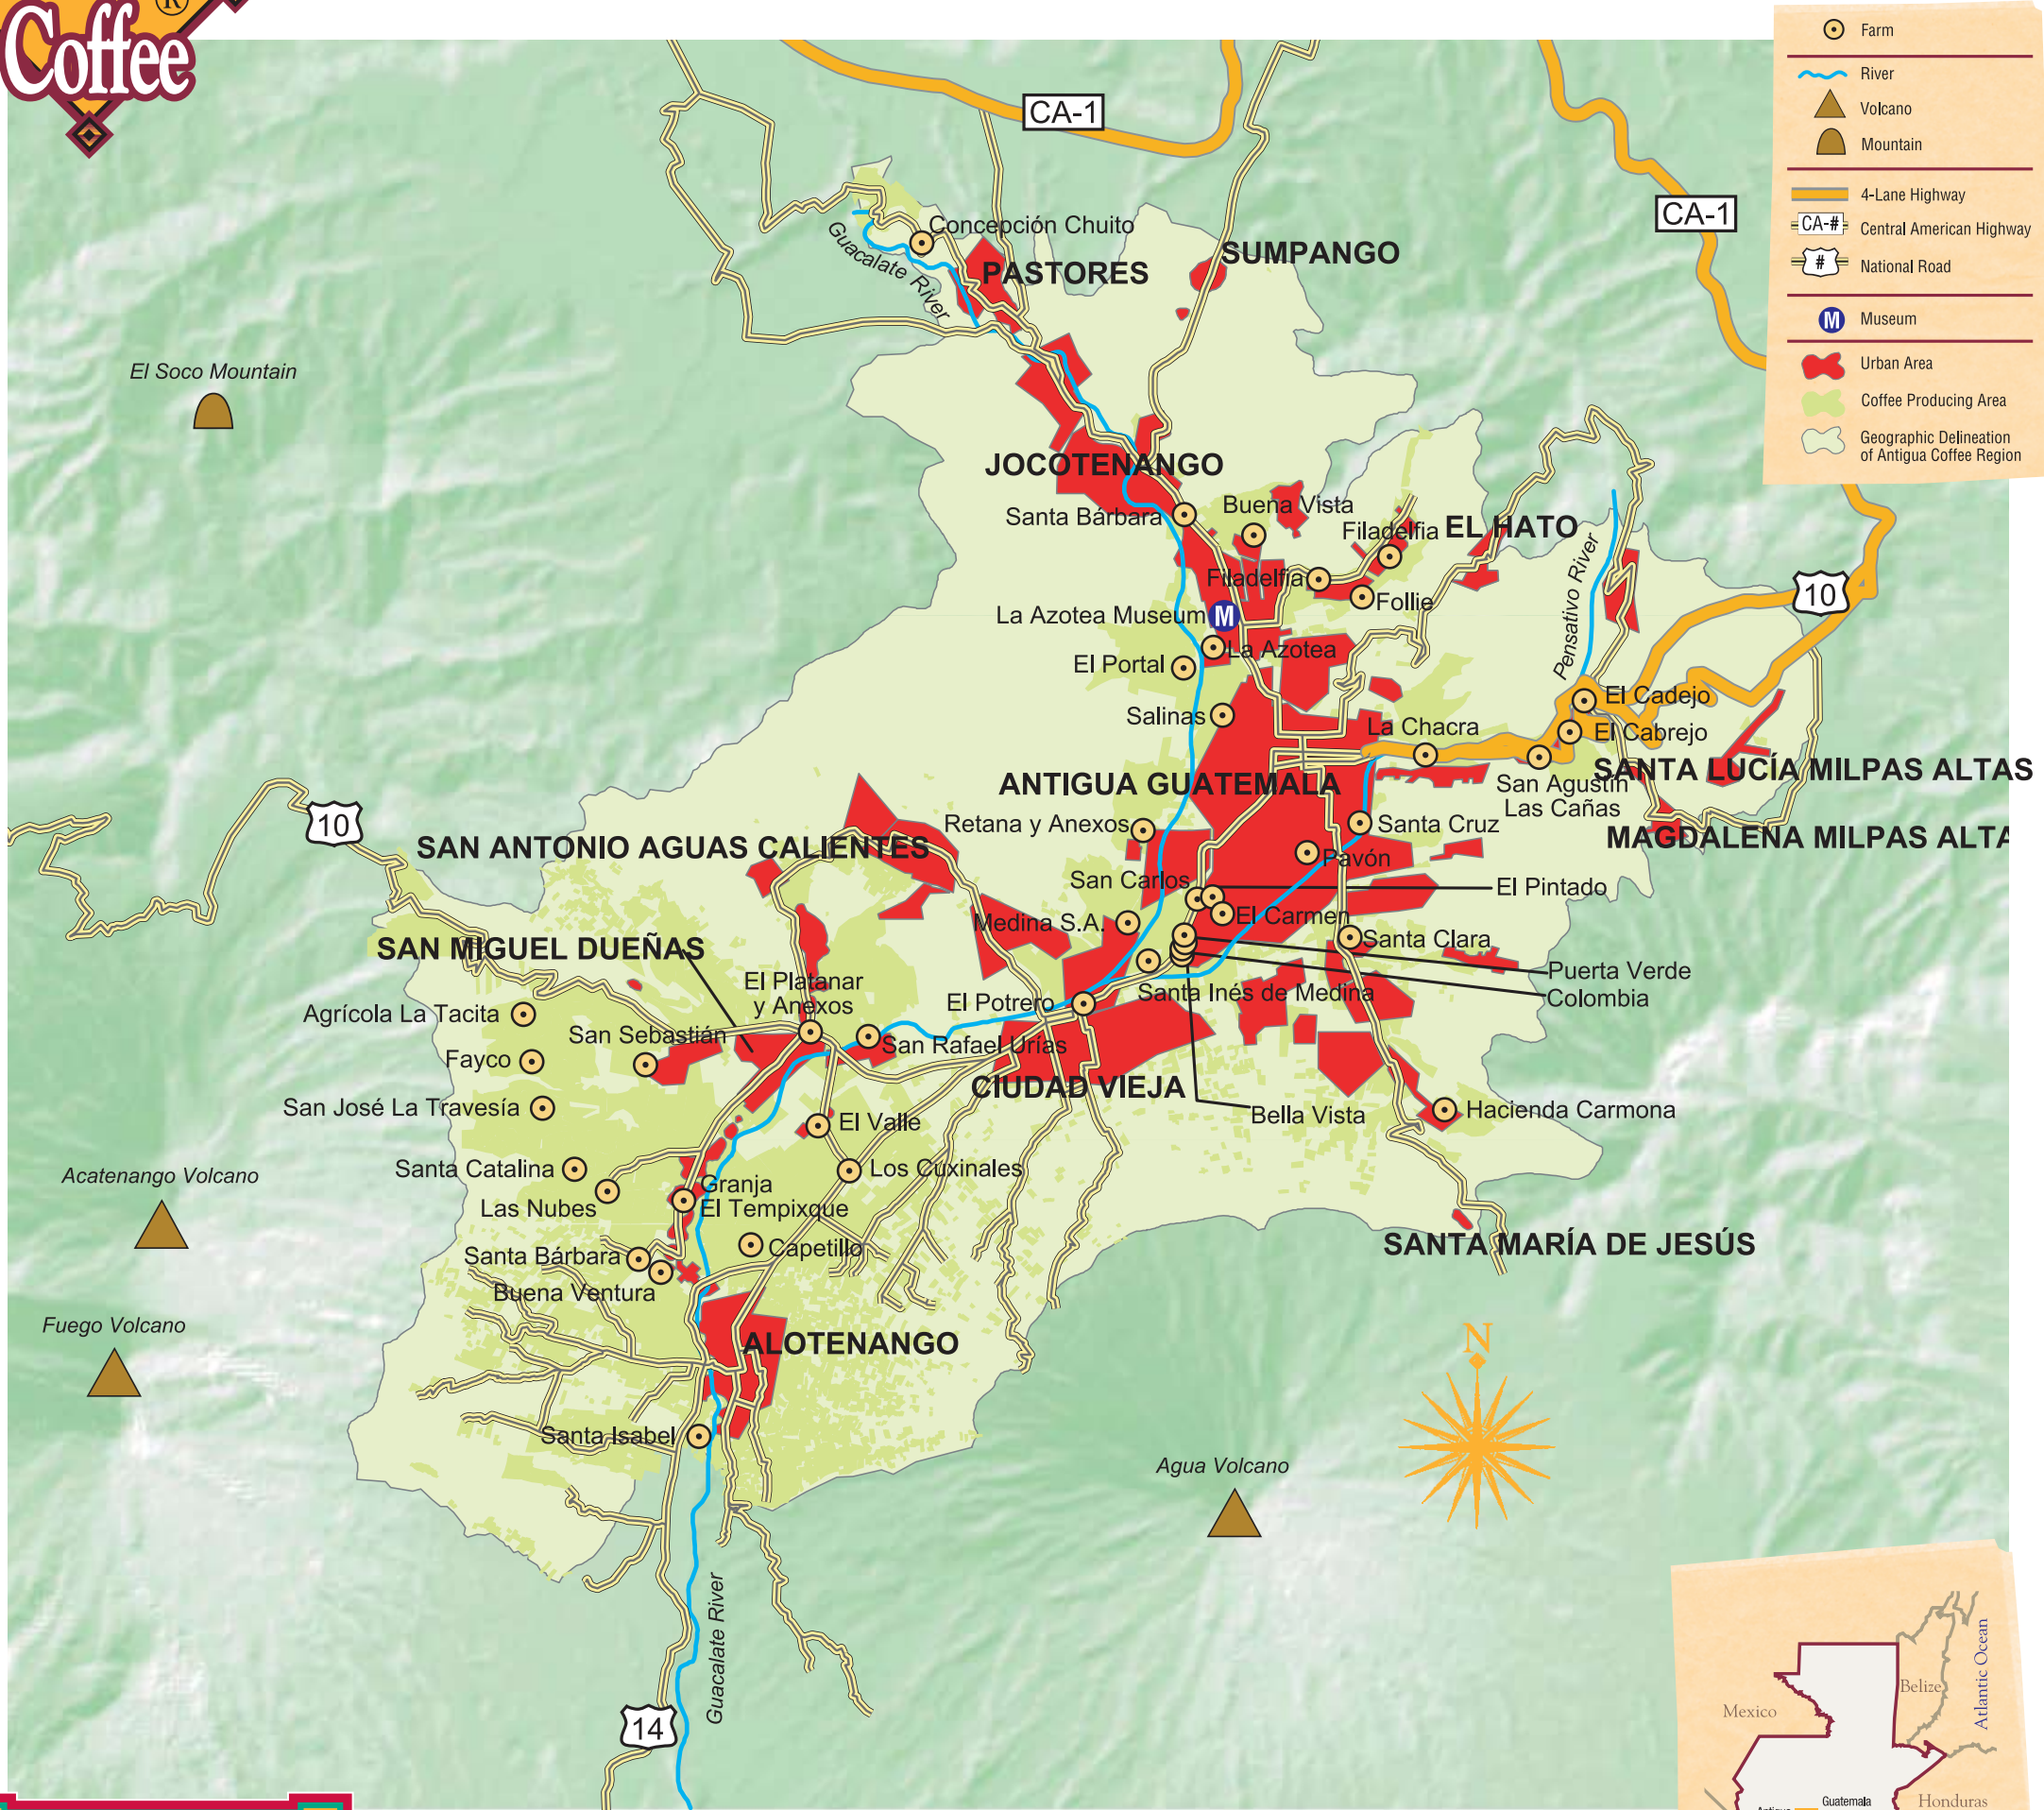 ®
Coffee
Farm
River
Volcano
Mountain
4-Lane Highway
CA-#
Central American Highway
#
National Road
M
Museum
Urban Area
Coffee Producing Area
Geographic Delineation
of Antigua Coffee Region
CA-1
CA-1
Concepción Chuito
Guacalate River
PASTORES
SUMPANGO
El Soco Mountain
JOCOTENANGO
Santa Bárbara
Buena Vista
Filadelfia
EL HATO
Filadelfia
Follie
Pensativo River
10
La Azotea Museum
M
La Azotea
El Portal
Salinas
La Chacra
El Cadejo
El Cabrejo
San Agustín
Las Cañas
SANTA LUCÍA MILPAS ALTAS
MAGDALENA MILPAS ALTA
ANTIGUA GUATEMALA
10
SAN ANTONIO AGUAS CALIENTES
Retana y Anexos
Santa Cruz
Pavón
San Carlos
El Pintado
Medina S.A.
El Carmen
Santa Clara
SAN MIGUEL DUEÑAS
Puerta Verde
Colombia
El Platanar
y Anexos
El Potrero
Santa Inés de Medina
Agrícola La Tacita
San Sebastián
San Rafael Urías
Fayco
CIUDAD VIEJA
San José La Travesía
El Valle
Bella Vista
Hacienda Carmona
Santa Catalina
Los Cuxinales
Acatenango Volcano
Las Nubes
Granja
El Tempixque
Santa Bárbara
Capetillo
Buena Ventura
SANTA MARÍA DE JESÚS
Fuego Volcano
ALOTENANGO
N
Santa Isabel
Agua Volcano
Guacalate River
14
Mexico
Belize
Atlantic Ocean
Guatemala
Antigua
Honduras